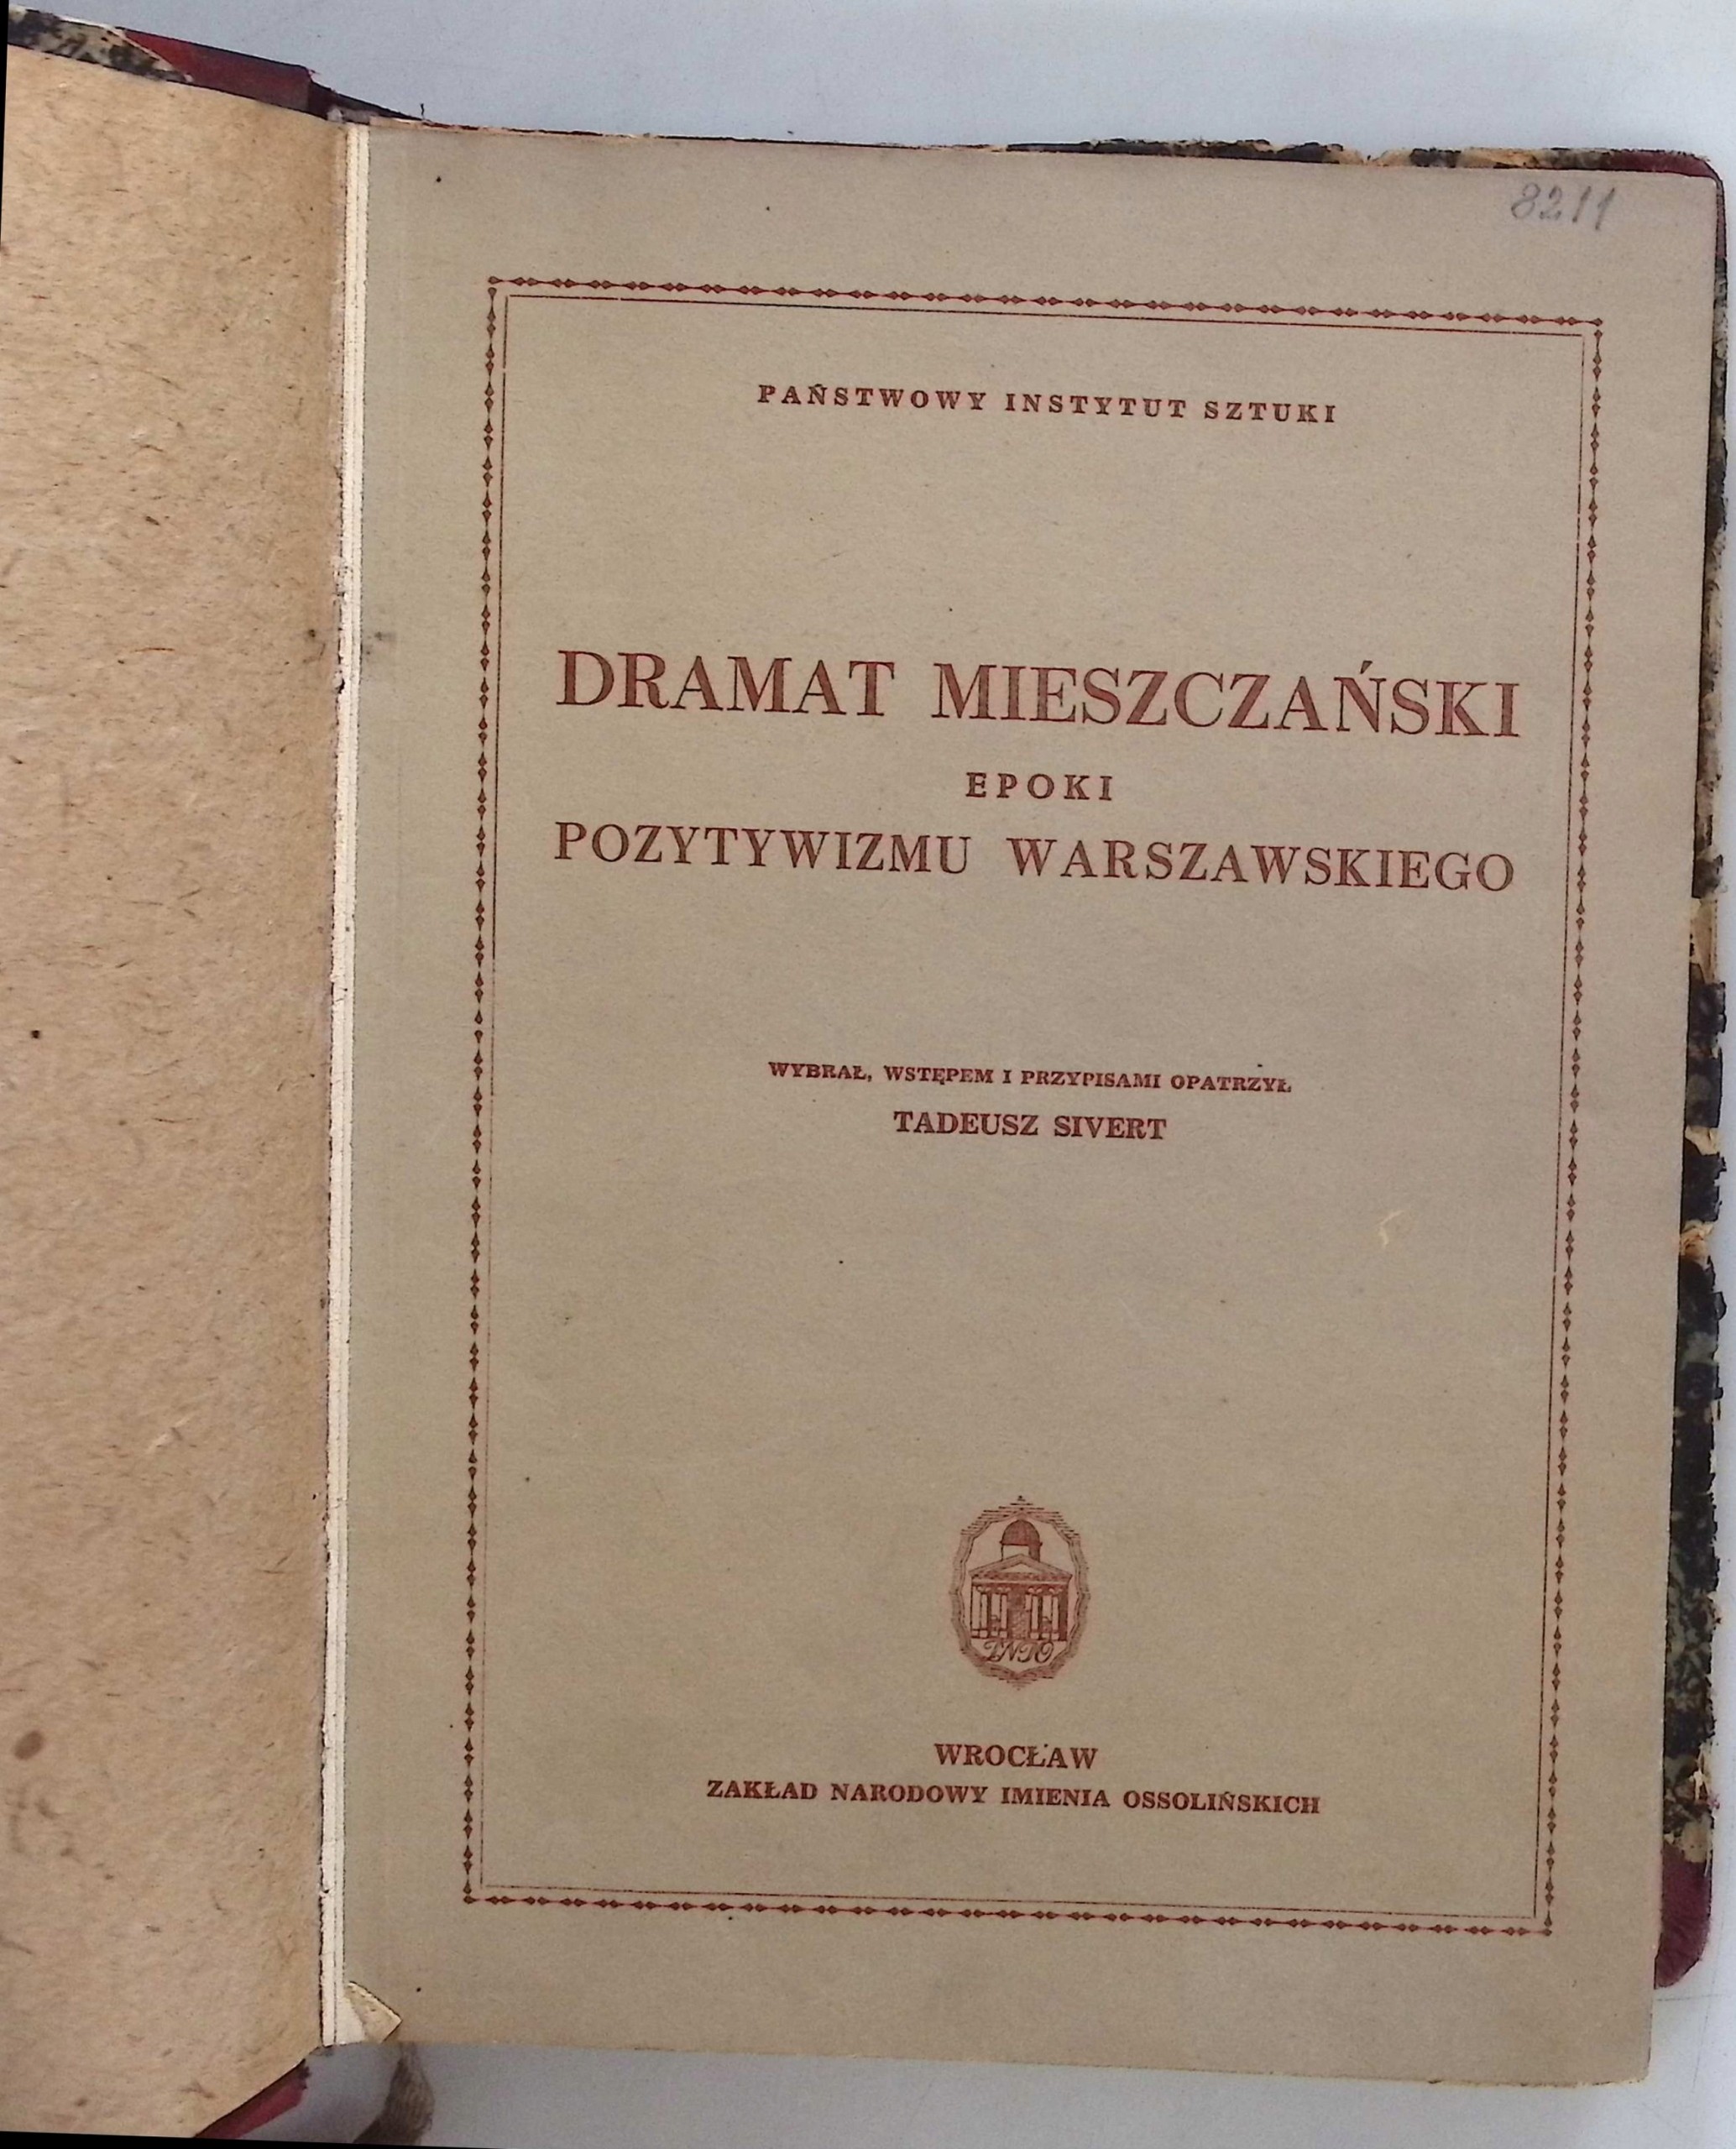 8211
PAŃSTWOWY INSTYTUT SZTUKI
DRAMAT MIESZCZAŃSKI
EPOKI
POZYTYWIZMU WARSZAWSKIEGO
WYBRAŁ, WSTĘPEM I PRZYPISAMI OPATRZYŁ
TADEUSZ SIVERT
WROCŁAW
ZAKŁAD NARODOWY IMIENIA OSSOLIŃSKICH